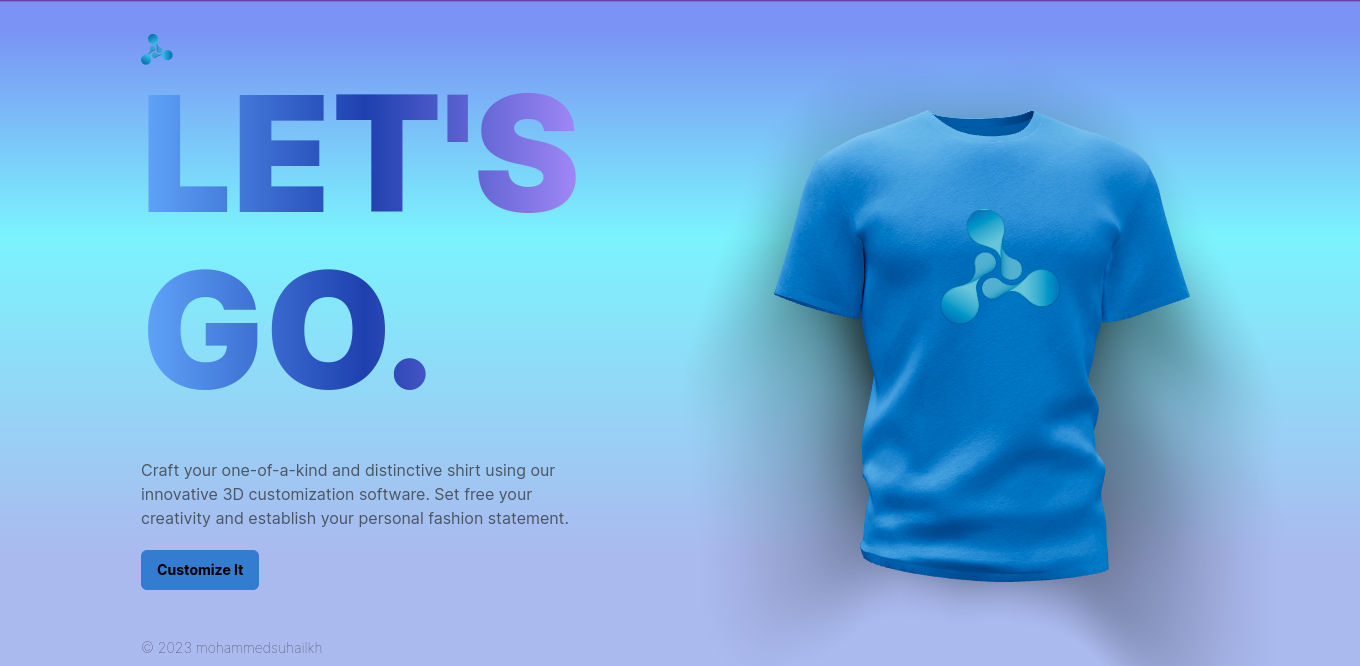 LET'S
GO.
Craft your one-of-a-kind and distinctive shirt using our
innovative 3D customization software. Set free your
creativity and establish your personal fashion statement.
Customize It
© 2023 mohammedsuhailkh